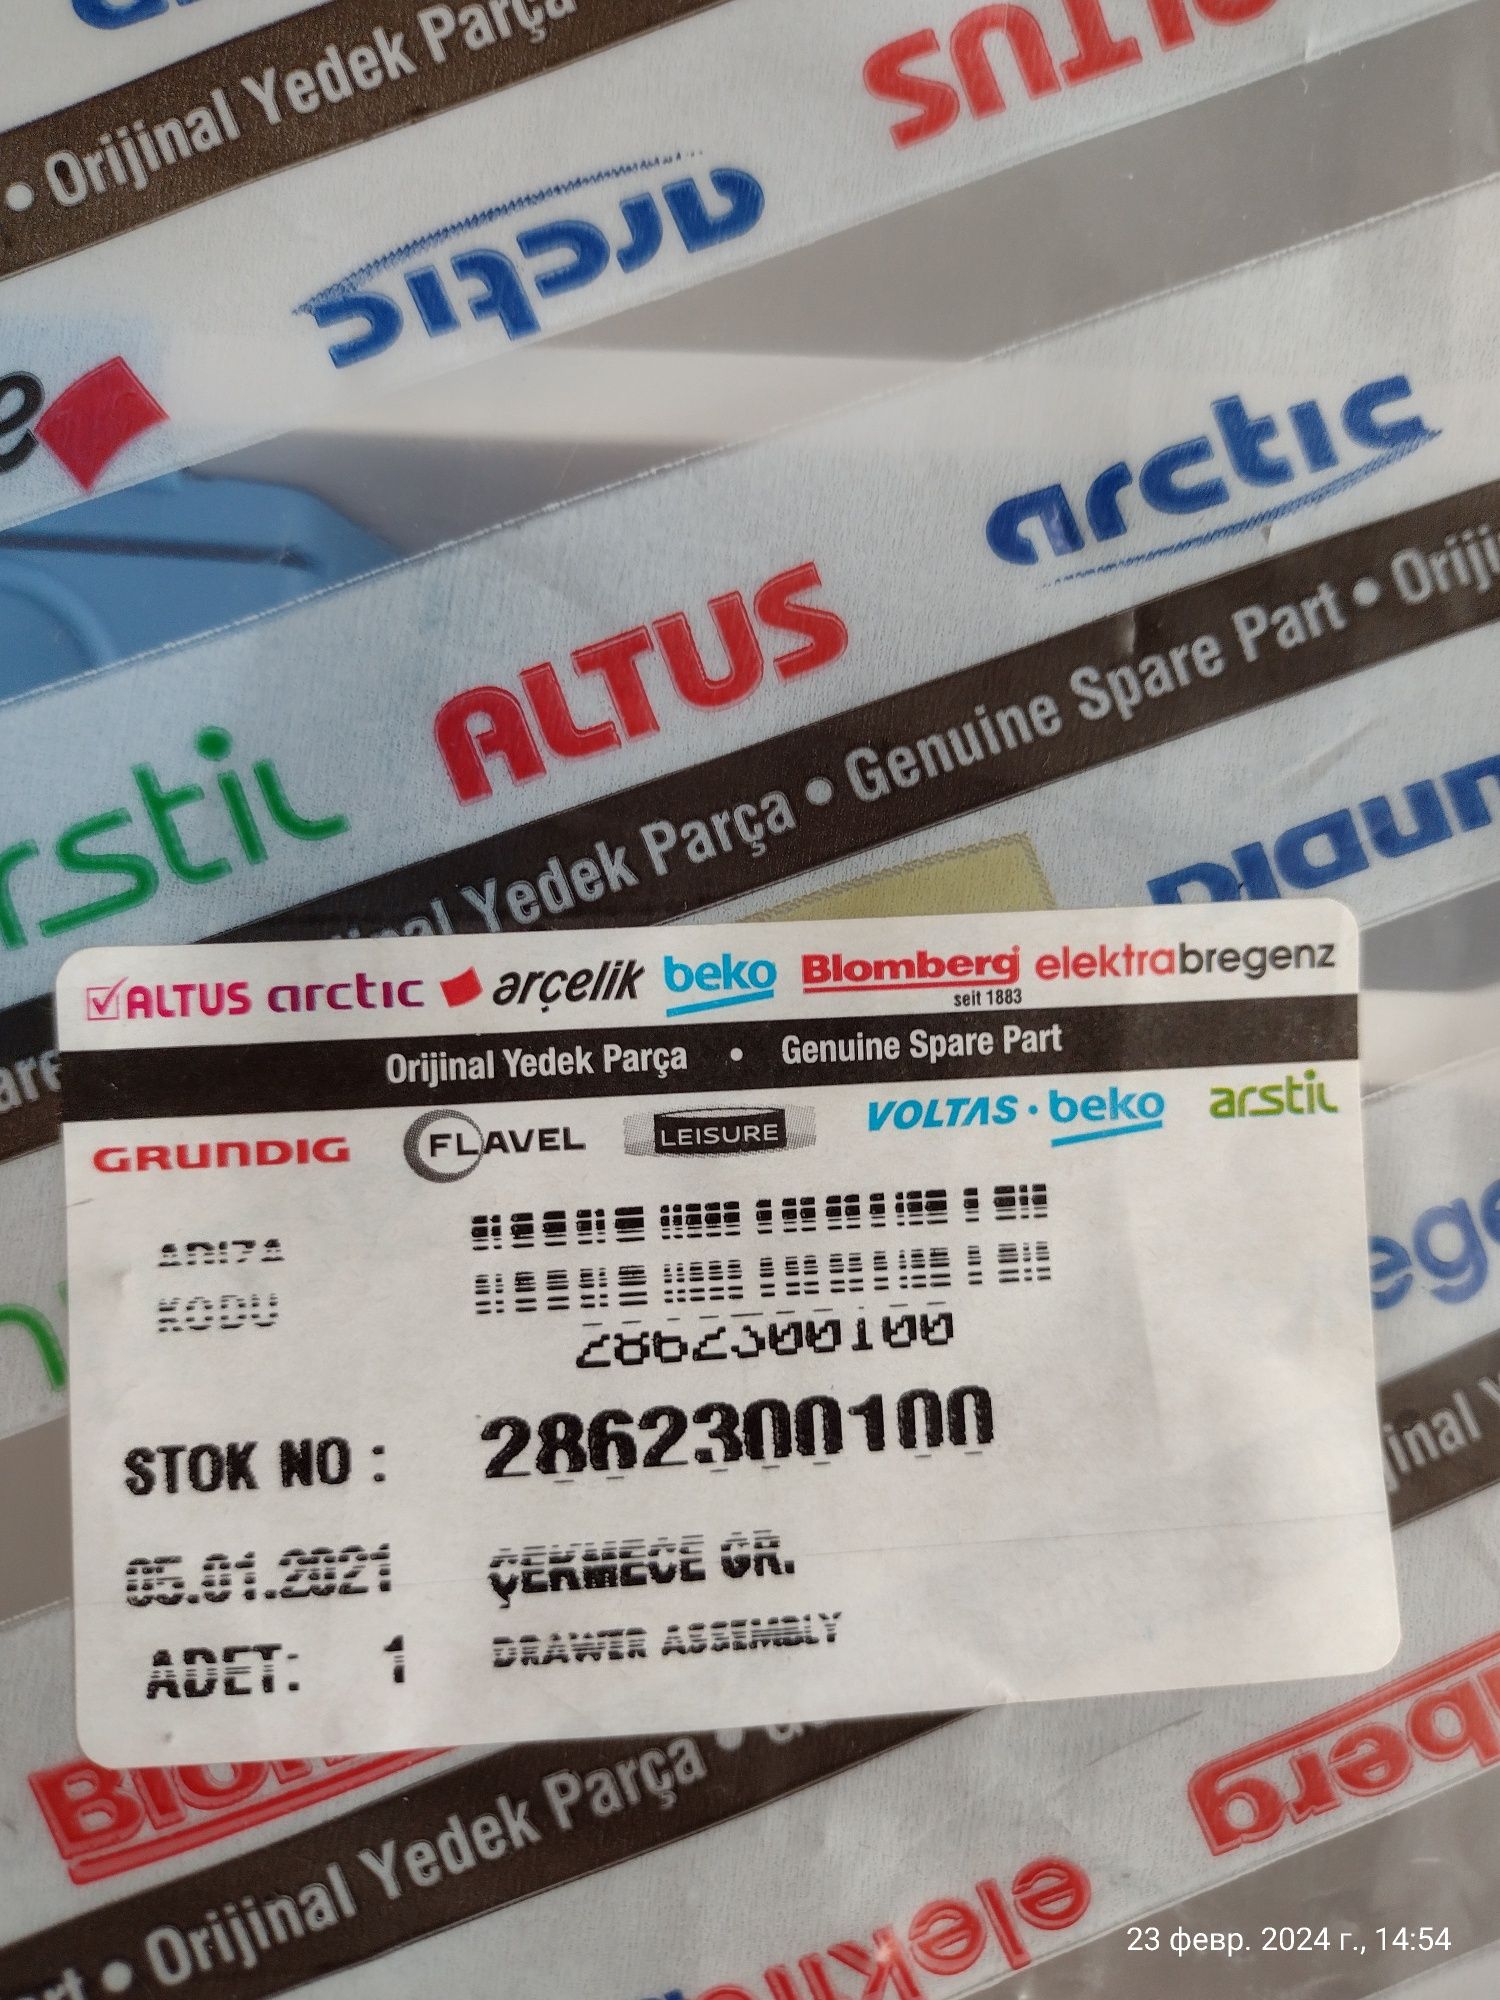 • Orijinal Yedek Parça
ALTUS
arctic
arctic
ALTUS
arstil
Yedek Parça • Genuine Spare Part • Oriji
ALTUS arctic arçelik beko Blomberg elektrabregenz
seit 1883
Orijinal Yedek Parça • Genuine Spare Part
GRUNDIG FLAVEL LEISURE VOLTAS • beko arstil
ARIZA
KODU
2862300100
STOK NO : 2862300100
05.01.2021 ÇEKMECE GR.
ADET: 1 DRAWER ASSEMBLY
• Orijinal Yedek Parça •
23 февр. 2024 г., 14:54